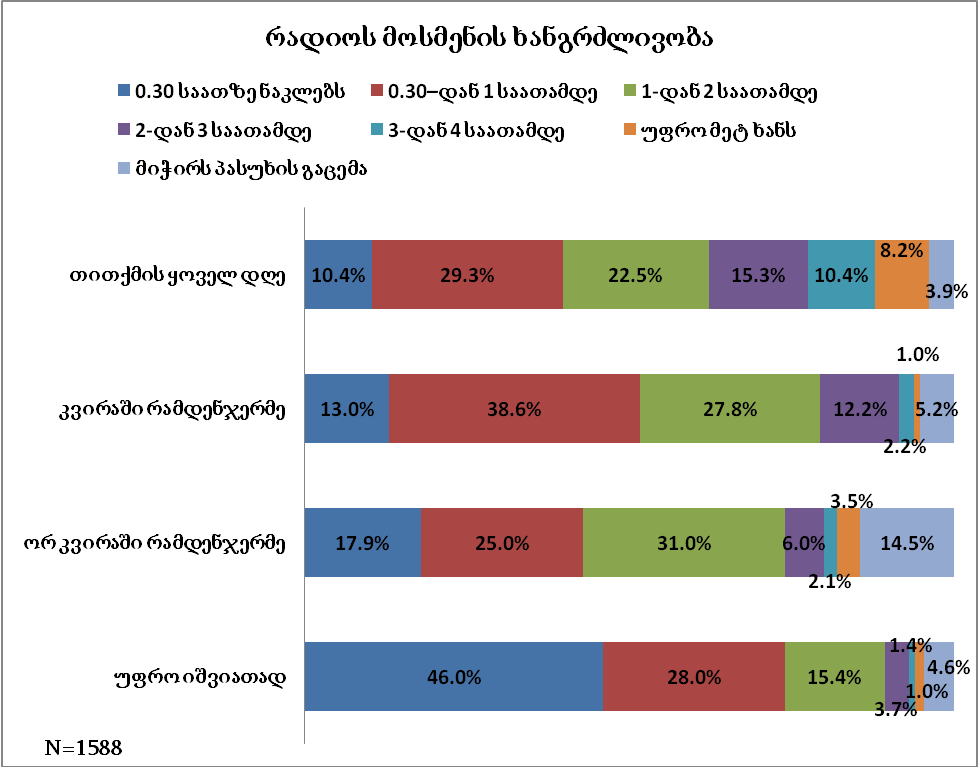 რადიოს მოსმენის ხანგრძლივობა
0.30 საათზე ნაკლებს 0.30–დან 1 საათამდე 1-დან 2 საათამდე
2-დან 3 საათამდე 3-დან 4 საათამდე უფრო მეტ ხანს
მიჭირს პასუხის გაცემა
თითქმის ყოველ დღე 10.4% 29.3% 22.5% 15.3% 10.4% 8.2% 3.9%
კვირაში რამდენჯერმე 13.0% 38.6% 27.8% 12.2% 2.2% 1.0% 5.2%
ორ კვირაში რამდენჯერმე 17.9% 25.0% 31.0% 6.0% 2.1% 3.5% 14.5%
უფრო იშვიათად 46.0% 28.0% 15.4% 3.7% 1.0% 1.4% 4.6%
N=1588